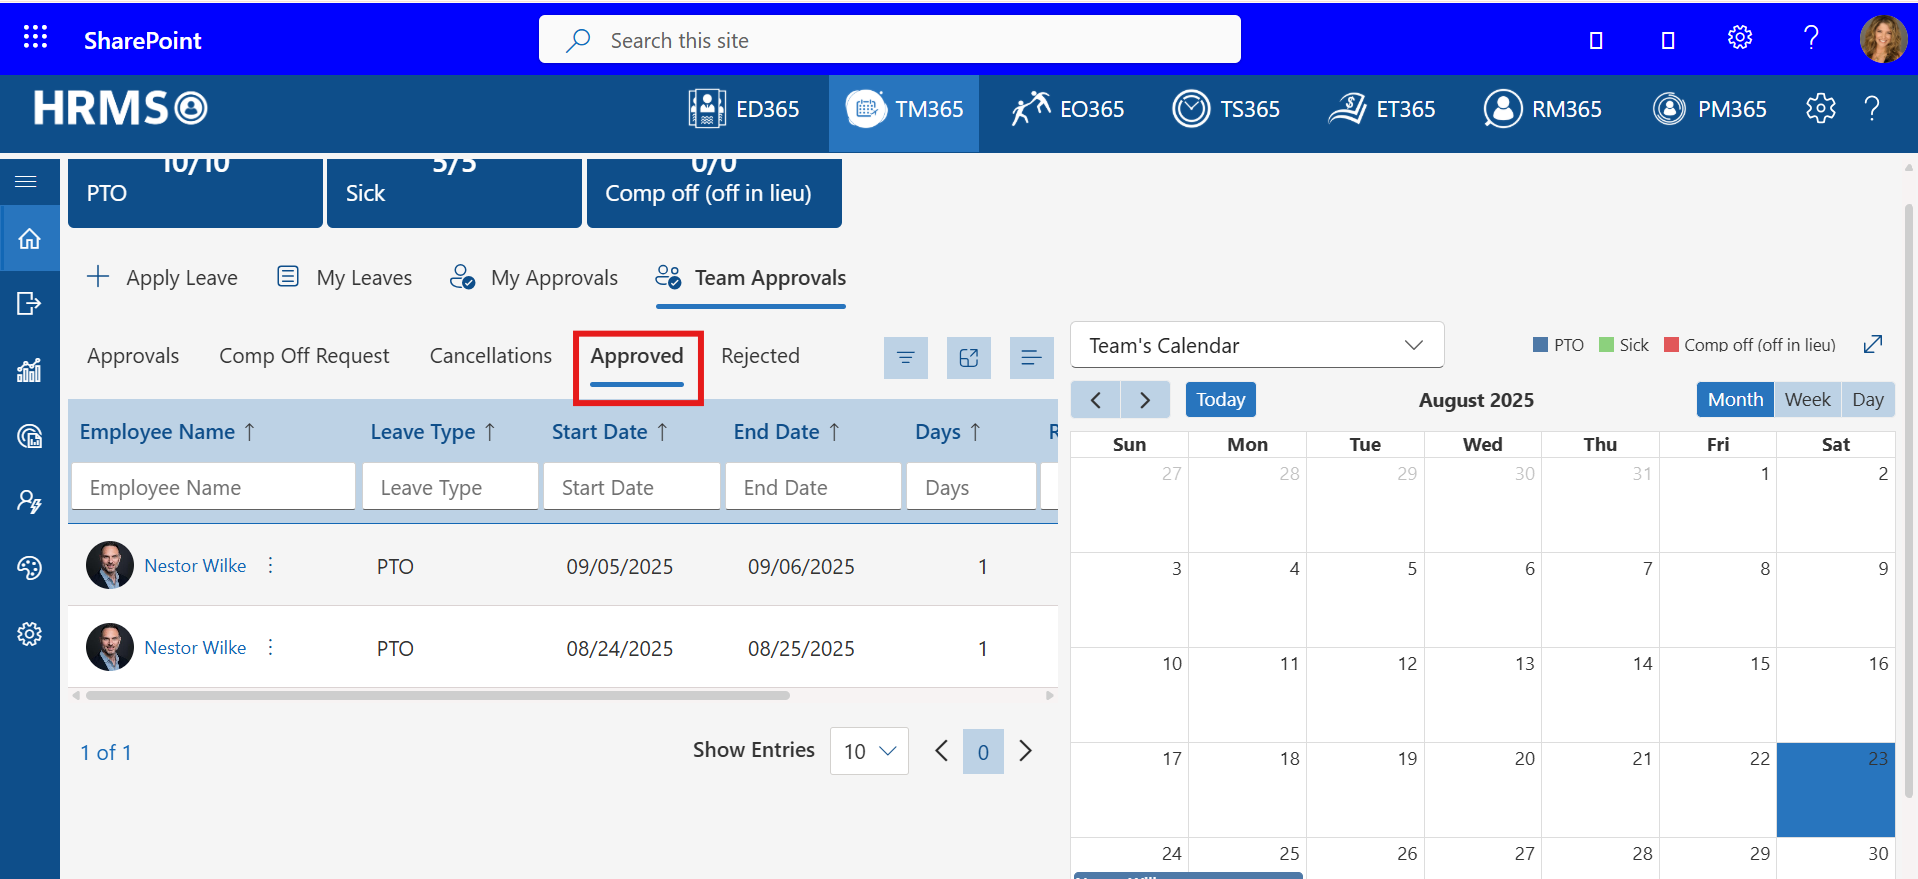 SharePoint
Search this site
?
HRMS
ED365
TM365
EO365
TS365
ET365
RM365
PM365
?
10/10
PTO
5/5
Sick
0/0
Comp off (off in lieu)
Apply Leave
My Leaves
My Approvals
Team Approvals
Approvals
Comp Off Request
Cancellations
Approved
Rejected
Employee Name ↑
Leave Type ↑
Start Date ↑
End Date ↑
Days ↑
R
Employee Name
Leave Type
Start Date
End Date
Days
Nestor Wilke
PTO
09/05/2025
09/06/2025
1
Nestor Wilke
PTO
08/24/2025
08/25/2025
1
1 of 1
Show Entries
10
0
Team's Calendar
PTO
Sick
Comp off (off in lieu)
Today
August 2025
Month
Week
Day
Sun Mon Tue Wed Thu Fri Sat
27 28 29 30 31 1 2
3 4 5 6 7 8 9
10 11 12 13 14 15 16
17 18 19 20 21 22 23
24 25 26 27 28 29 30